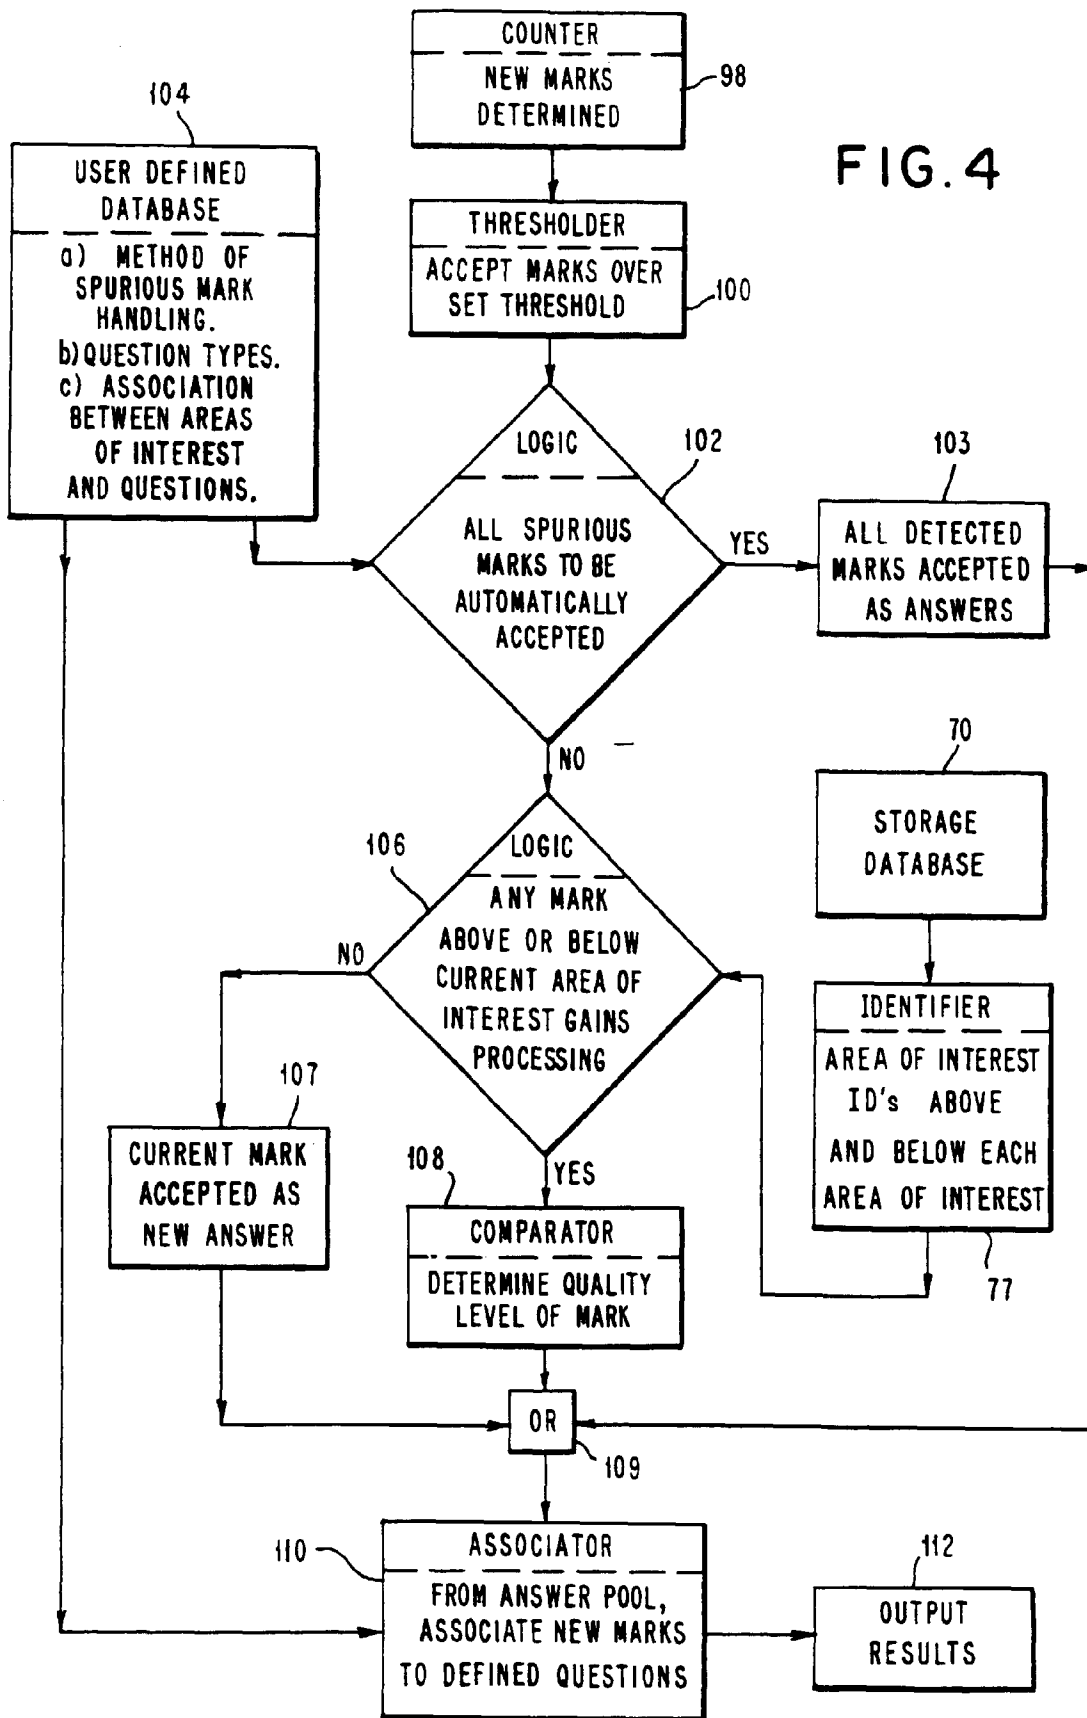 COUNTER
NEW MARKS
DETERMINED
98
FIG. 4
104
USER DEFINED
DATABASE
a) METHOD OF
SPURIOUS MARK
HANDLING.
b) QUESTION TYPES.
c) ASSOCIATION
BETWEEN AREAS
OF INTEREST
AND QUESTIONS.
THRESHOLDER
ACCEPT MARKS OVER
SET THRESHOLD
100
LOGIC
ALL SPURIOUS
MARKS TO BE
AUTOMATICALLY
ACCEPTED
102
YES
103
ALL DETECTED
MARKS ACCEPTED
AS ANSWERS
NO
70
STORAGE
DATABASE
106
LOGIC
ANY MARK
ABOVE OR BELOW
CURRENT AREA OF
INTEREST GAINS
PROCESSING
NO
IDENTIFIER
AREA OF INTEREST
ID's ABOVE
AND BELOW EACH
AREA OF INTEREST
77
107
CURRENT MARK
ACCEPTED AS
NEW ANSWER
YES
108
COMPARATOR
DETERMINE QUALITY
LEVEL OF MARK
OR
109
110
ASSOCIATOR
FROM ANSWER POOL,
ASSOCIATE NEW MARKS
TO DEFINED QUESTIONS
112
OUTPUT
RESULTS